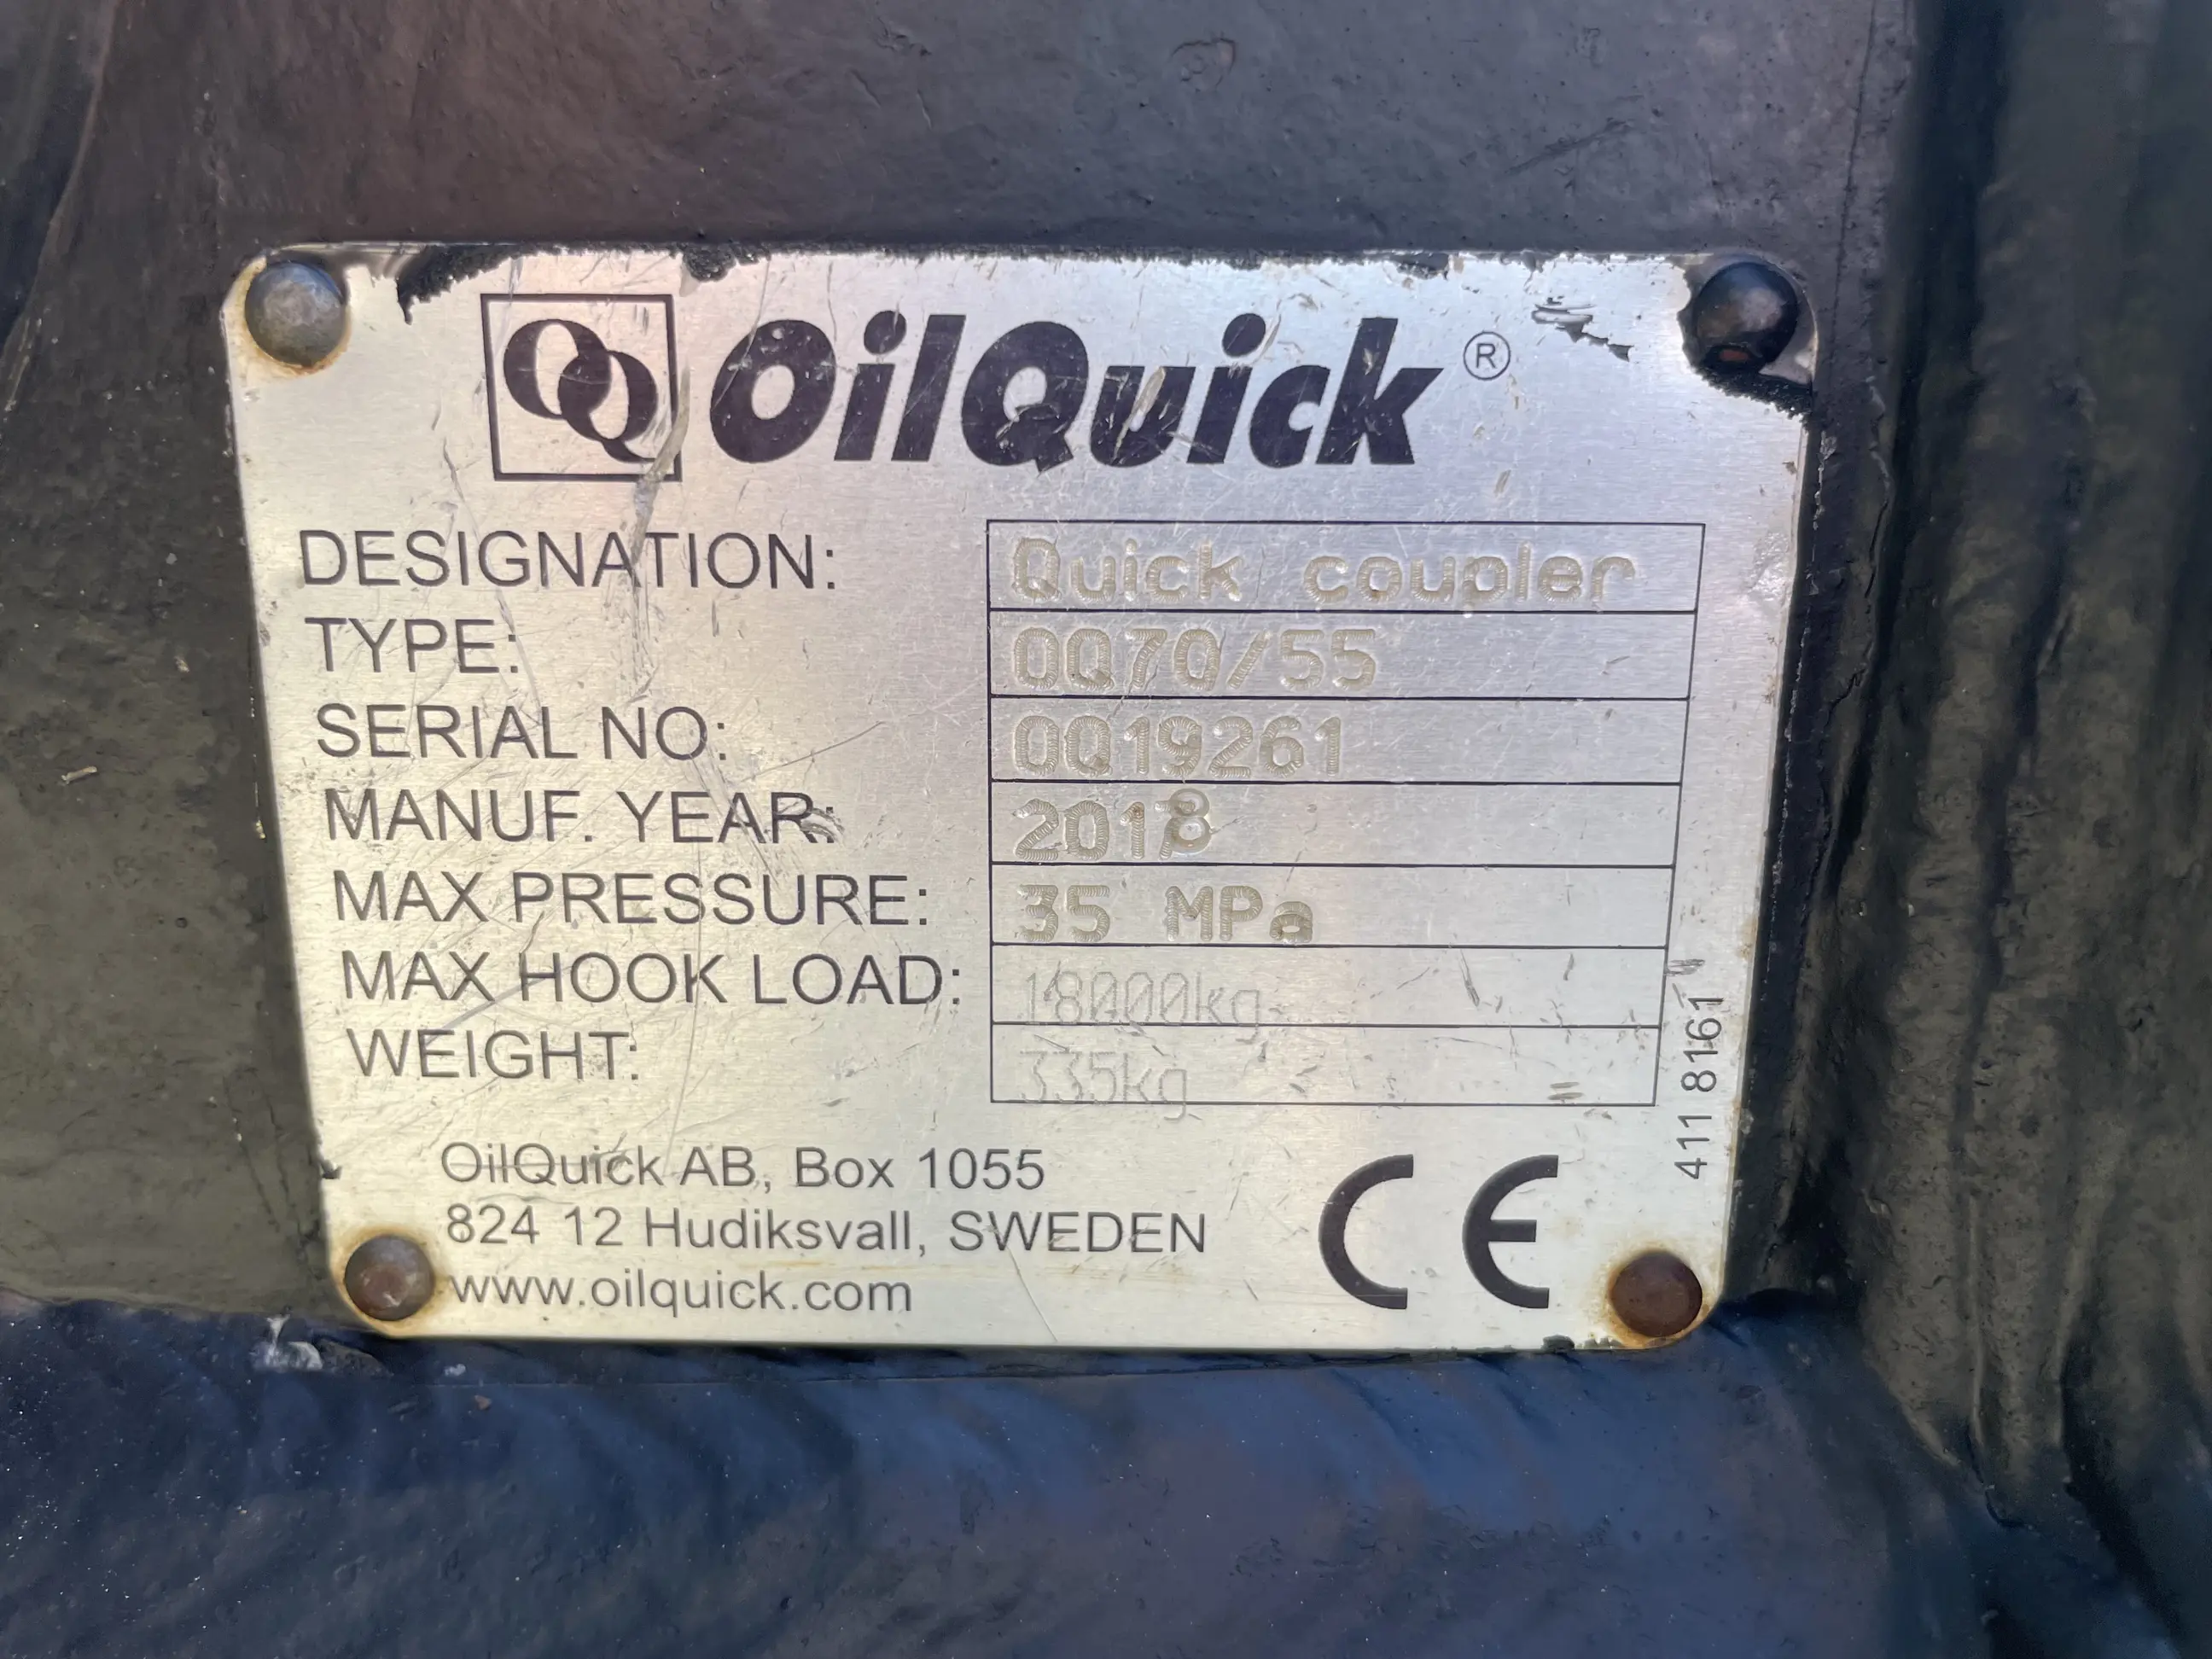 OQ OilQuick®
DESIGNATION: Quick coupler
TYPE: OQ70/55
SERIAL NO: OQ19261
MANUF. YEAR: 2018
MAX PRESSURE: 35 MPa
MAX HOOK LOAD: 18000kg
WEIGHT: 335kg
411 8161
OilQuick AB, Box 1055
824 12 Hudiksvall, SWEDEN
www.oilquick.com
CE